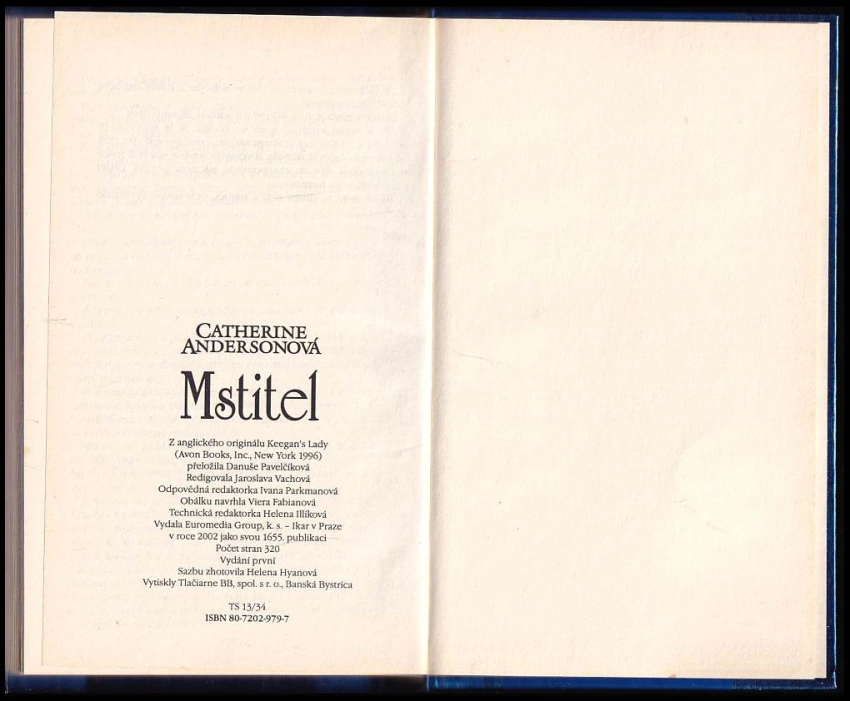 CATHERINE
ANDERSONOVÁ
Mstitel
Z anglického originálu Keegan's Lady
(Avon Books, Inc., New York 1996)
přeložila Danuše Pavelčíková
Redigovala Jaroslava Vachová
Odpovědná redaktorka Ivana Parkmanová
Obálku navrhla Viera Fabianová
Technická redaktorka Helena Illíková
Vydala Euromedia Group, k. s. – Ikar v Praze
v roce 2002 jako svou 1655. publikaci
Počet stran 320
Vydání první
Sazbu zhotovila Helena Hyanová
Vytiskly Tlačiarne BB, spol. s r. o., Banská Bystrica
TS 13/34
ISBN 80-7202-979-7